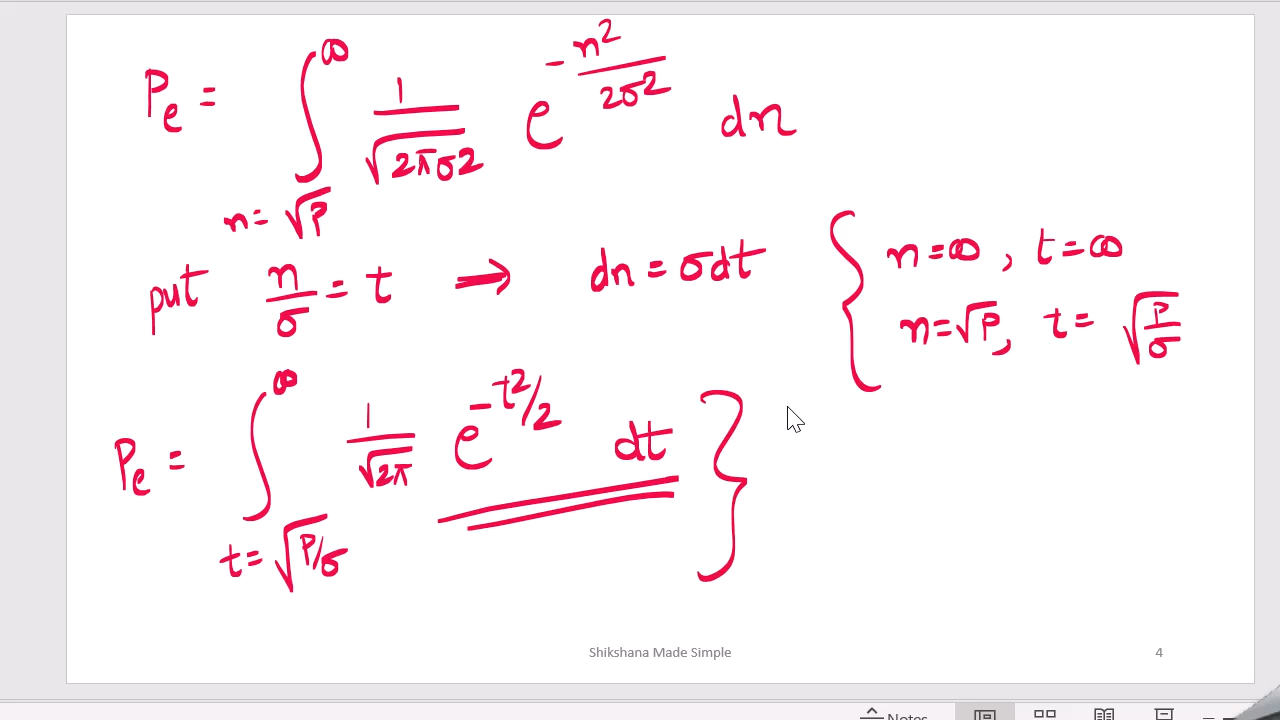 Pe = ∫_{n=√P}^{∞} 1/√(2πσ2) e^{-n²/2σ2} dn
put n/σ = t ⟶ dn = σdt { n=∞, t=∞
n=√P, t= √(P/σ)
Pe = ∫_{t=√(P/σ)}^{∞} 1/√(2π) e^{-t²/2} dt }
Shikshana Made Simple 4
Notes